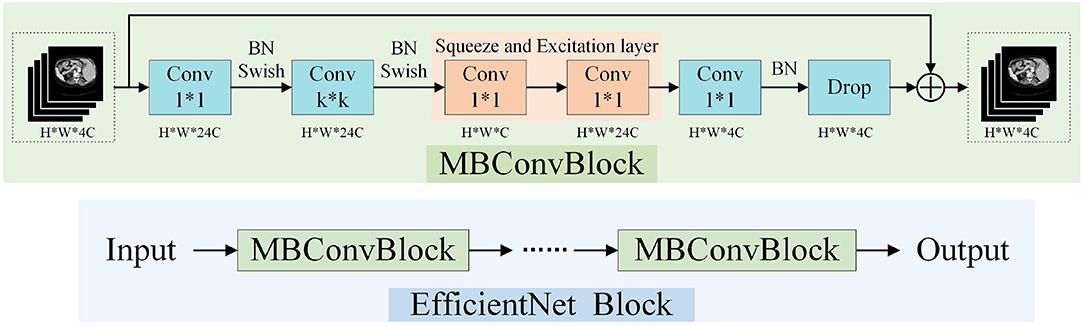 Squeeze and Excitation layer
BN
Swish
BN
Swish
BN
Conv
1*1
Conv
k*k
Conv
1*1
Conv
1*1
Conv
1*1
Drop
H*W*4C
H*W*24C
H*W*24C
H*W*C
H*W*24C
H*W*4C
H*W*4C
H*W*4C
MBConvBlock
Input
MBConvBlock
......
MBConvBlock
Output
EfficientNet Block